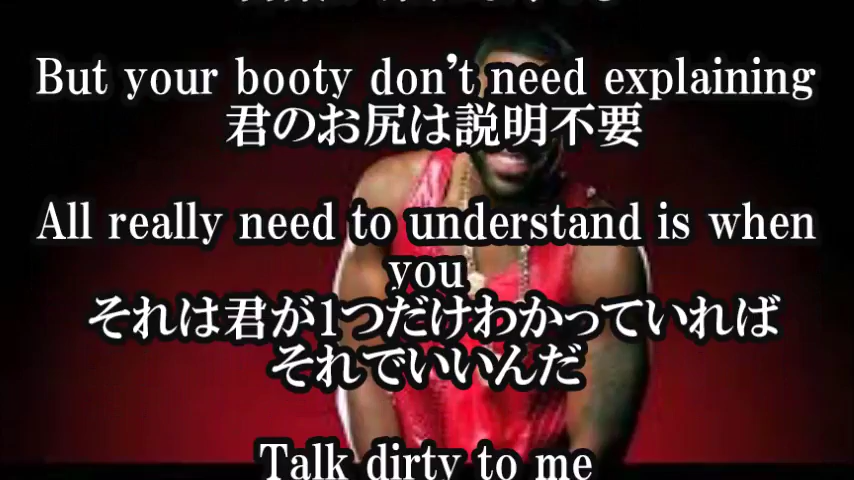 But your booty don't need explaining
君のお尻は説明不要
All really need to understand is when
you
それは君が1つだけわかっていれば
それでいいんだ
Talk dirty to me